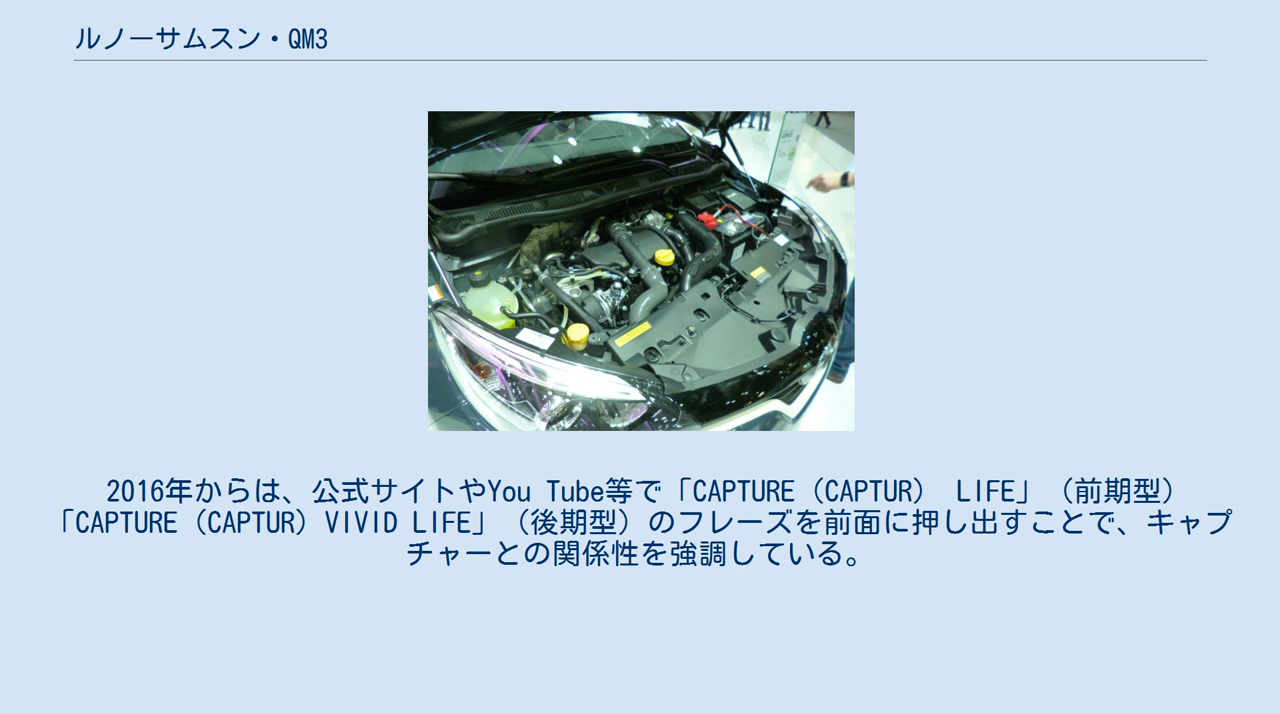 ルノーサムスン・QM3
2016年からは、公式サイトやYou Tube等で「CAPTURE（CAPTUR） LIFE」（前期型）
「CAPTURE（CAPTUR）VIVID LIFE」（後期型）のフレーズを前面に押し出すことで、キャプ
チャーとの関係性を強調している。